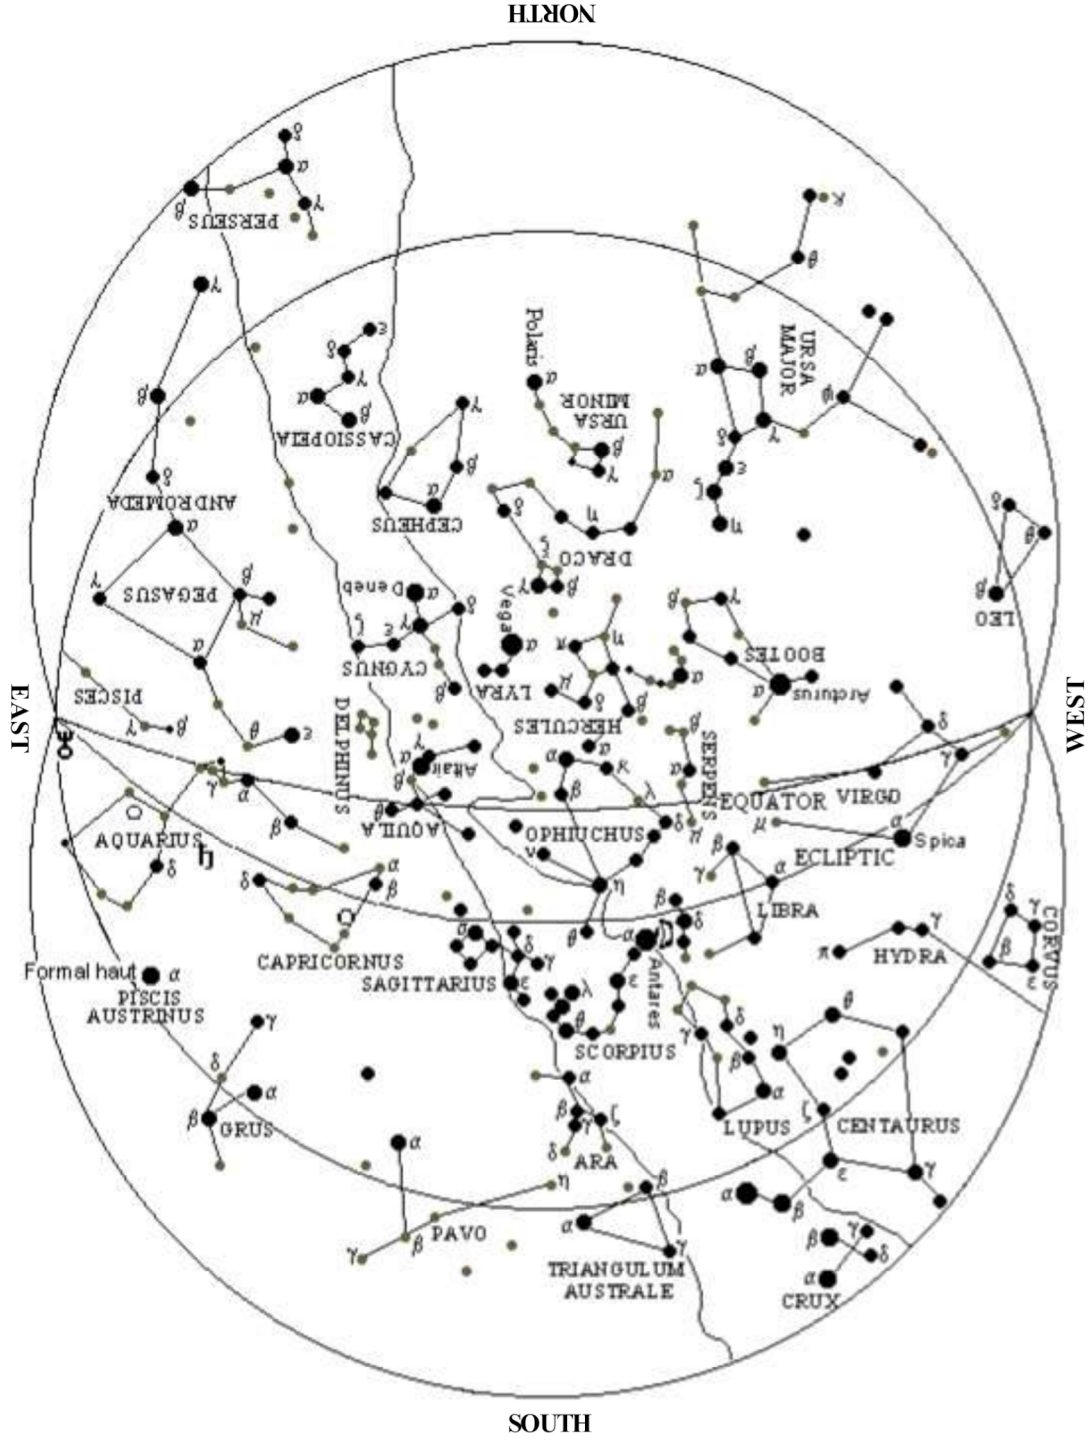 NORTH
δ
α
β
γ
PERSEUS
κ
θ
γ
URSA
MAJOR
ε
δ
γ
α
β
CASSIOPEIA
Polaris
α
URSA
MINOR
β
γ
α
β
γ
δ
ψ
ε
ζ
η
β
δ
ANDROMEDA
α
γ
β
α
CEPHEUS
δ
η
α
ζ
DRACO
γ
β
δ
θ
β
LEO
γ
PEGASUS
β
μ
α
Deneb
α
γ
δ
ζ
ε
CYGNUS
β
Vega
α
LYRA
π
η
μ
δ
β
HERCULES
α
β
γ
BOOTES
α
Arcturus
α
EAST
WEST
PISCES
γ
β
θ
ε
DELPHINUS
γ
α
Altair
β
θ
AQUILA
α
κ
β
λ
δ
OPHIUCHUS
ν
η
θ
β
α
μ
SERPENS
EQUATOR
VIRGO
δ
γ
μ
α
Spica
ECLIPTIC
γ
α
β
AQUARIUS
♄
δ
δ
α
β
CAPRICORNUS
β
γ
α
LIBRA
σ
δ
γ
ε
SAGITTARIUS
β
δ
α
Antares
ε
λ
θ
SCORPIUS
π
γ
HYDRA
δ
γ
β
ε
CORVUS
Formal haut
α
PISCIS
AUSTRINUS
γ
δ
α
β
GRUS
γ
δ
β
α
LUPUS
θ
η
ζ
CENTAURUS
ε
γ
α
β
α
β
γ
ζ
δ
ARA
α
η
PAVO
β
γ
β
α
γ
TRIANGULUM
AUSTRALE
β
γ
δ
α
CRUX
SOUTH